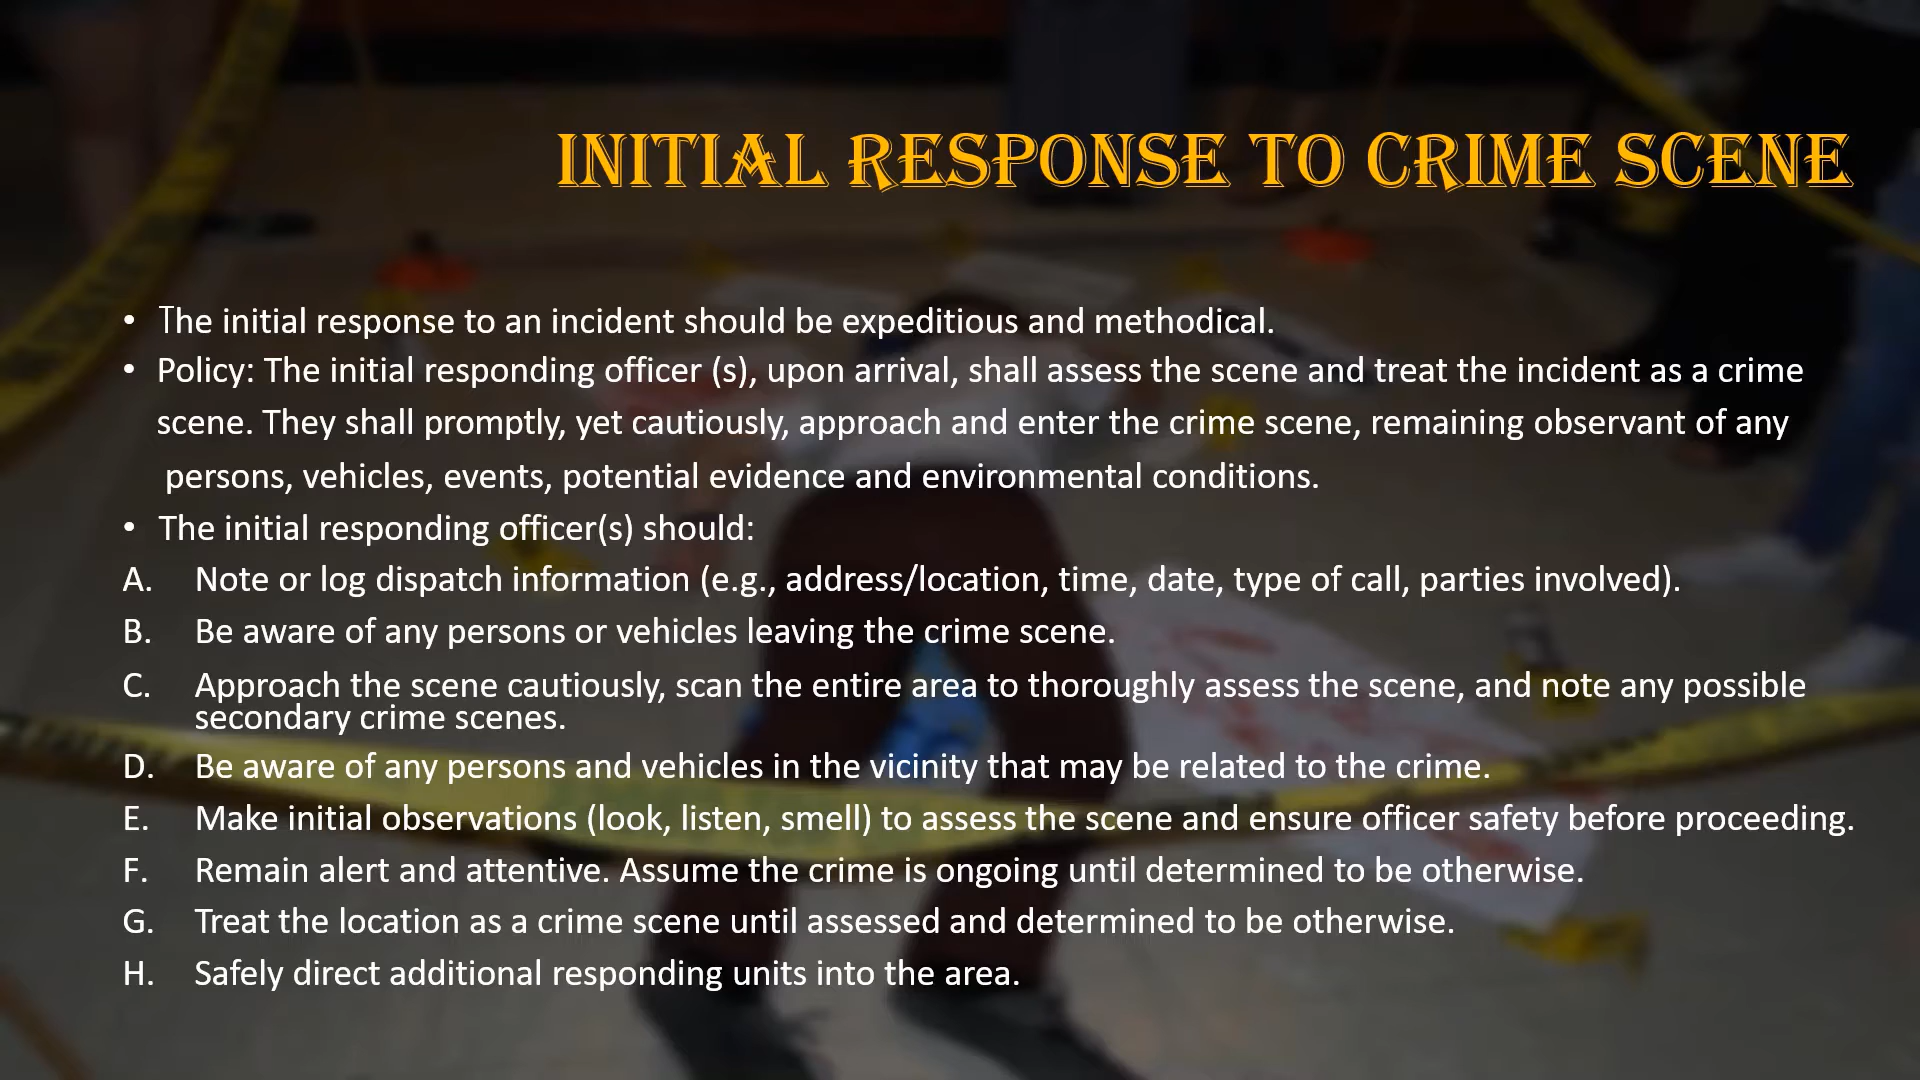 INITIAL RESPONSE TO CRIME SCENE
• The initial response to an incident should be expeditious and methodical.
• Policy: The initial responding officer (s), upon arrival, shall assess the scene and treat the incident as a crime
scene. They shall promptly, yet cautiously, approach and enter the crime scene, remaining observant of any
persons, vehicles, events, potential evidence and environmental conditions.
• The initial responding officer(s) should:
A. Note or log dispatch information (e.g., address/location, time, date, type of call, parties involved).
B. Be aware of any persons or vehicles leaving the crime scene.
C. Approach the scene cautiously, scan the entire area to thoroughly assess the scene, and note any possible
secondary crime scenes.
D. Be aware of any persons and vehicles in the vicinity that may be related to the crime.
E. Make initial observations (look, listen, smell) to assess the scene and ensure officer safety before proceeding.
F. Remain alert and attentive. Assume the crime is ongoing until determined to be otherwise.
G. Treat the location as a crime scene until assessed and determined to be otherwise.
H. Safely direct additional responding units into the area.